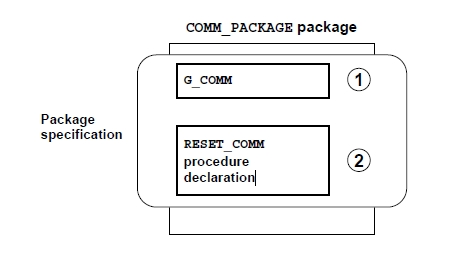 COMM_PACKAGE package
G_COMM
1
Package
specification
RESET_COMM
procedure
declaration
2